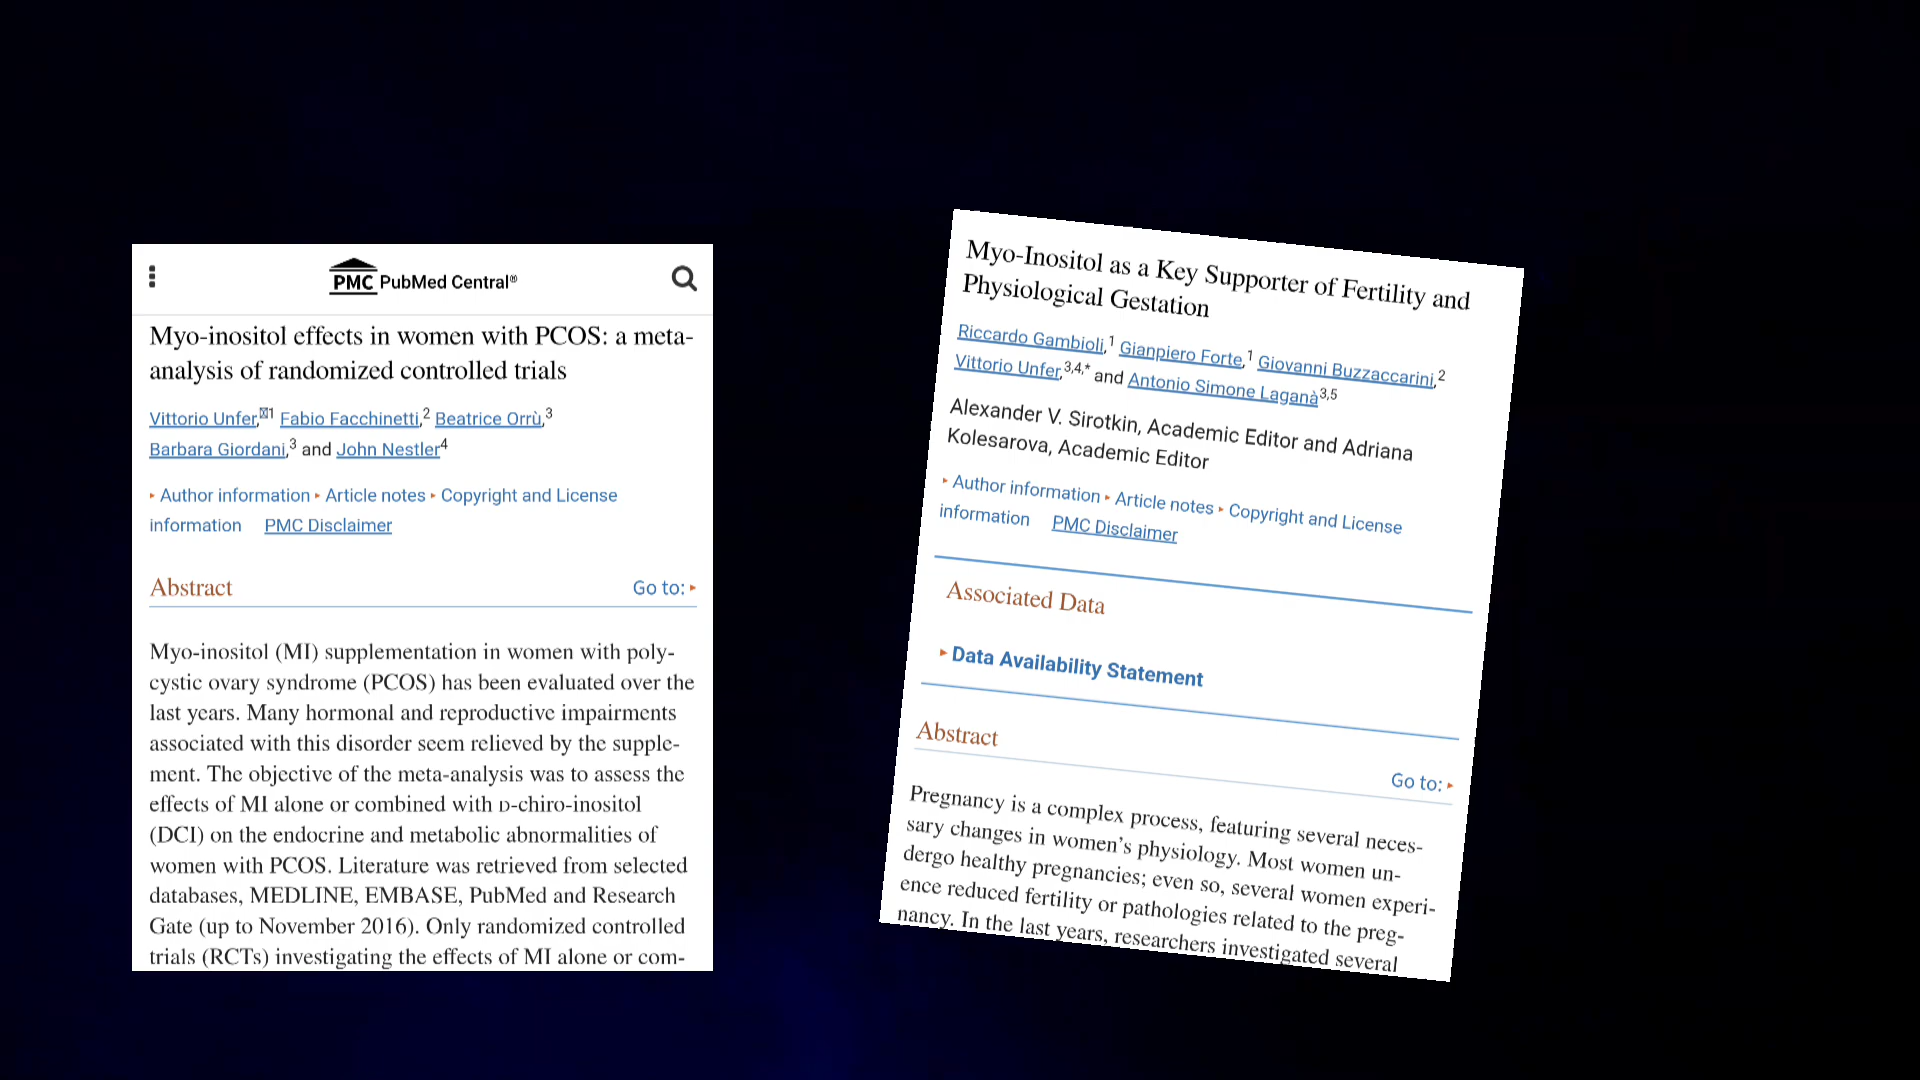 PMC PubMed Central®
Myo-inositol effects in women with PCOS: a meta-
analysis of randomized controlled trials
Vittorio Unfer,1 Fabio Facchinetti,2 Beatrice Orrù,3
Barbara Giordani,3 and John Nestler4
▸ Author information ▸ Article notes ▸ Copyright and License
information PMC Disclaimer
Abstract
Go to: ▸
Myo-inositol (MI) supplementation in women with poly-
cystic ovary syndrome (PCOS) has been evaluated over the
last years. Many hormonal and reproductive impairments
associated with this disorder seem relieved by the supple-
ment. The objective of the meta-analysis was to assess the
effects of MI alone or combined with D-chiro-inositol
(DCI) on the endocrine and metabolic abnormalities of
women with PCOS. Literature was retrieved from selected
databases, MEDLINE, EMBASE, PubMed and Research
Gate (up to November 2016). Only randomized controlled
trials (RCTs) investigating the effects of MI alone or com-
Myo-Inositol as a Key Supporter of Fertility and
Physiological Gestation
Riccardo Gambioli,1 Gianpiero Forte,1 Giovanni Buzzaccarini,2
Vittorio Unfer,3,4,* and Antonio Simone Laganà3,5
Alexander V. Sirotkin, Academic Editor and Adriana
Kolesarova, Academic Editor
▸ Author information ▸ Article notes ▸ Copyright and License
information PMC Disclaimer
Associated Data
▸ Data Availability Statement
Abstract
Go to: ▸
Pregnancy is a complex process, featuring several neces-
sary changes in women's physiology. Most women un-
dergo healthy pregnancies; even so, several women experi-
ence reduced fertility or pathologies related to the preg-
nancy. In the last years, researchers investigated several